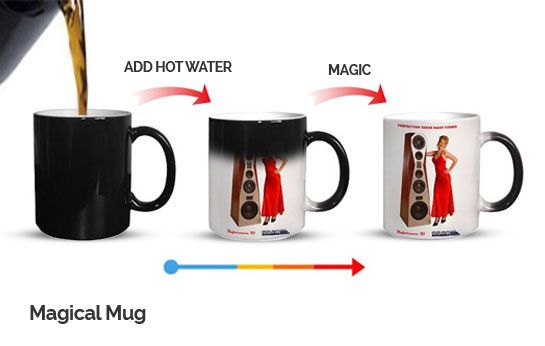 ADD HOT WATER
MAGIC
PERFECTION TAKES MANY FORMS
Magical Mug